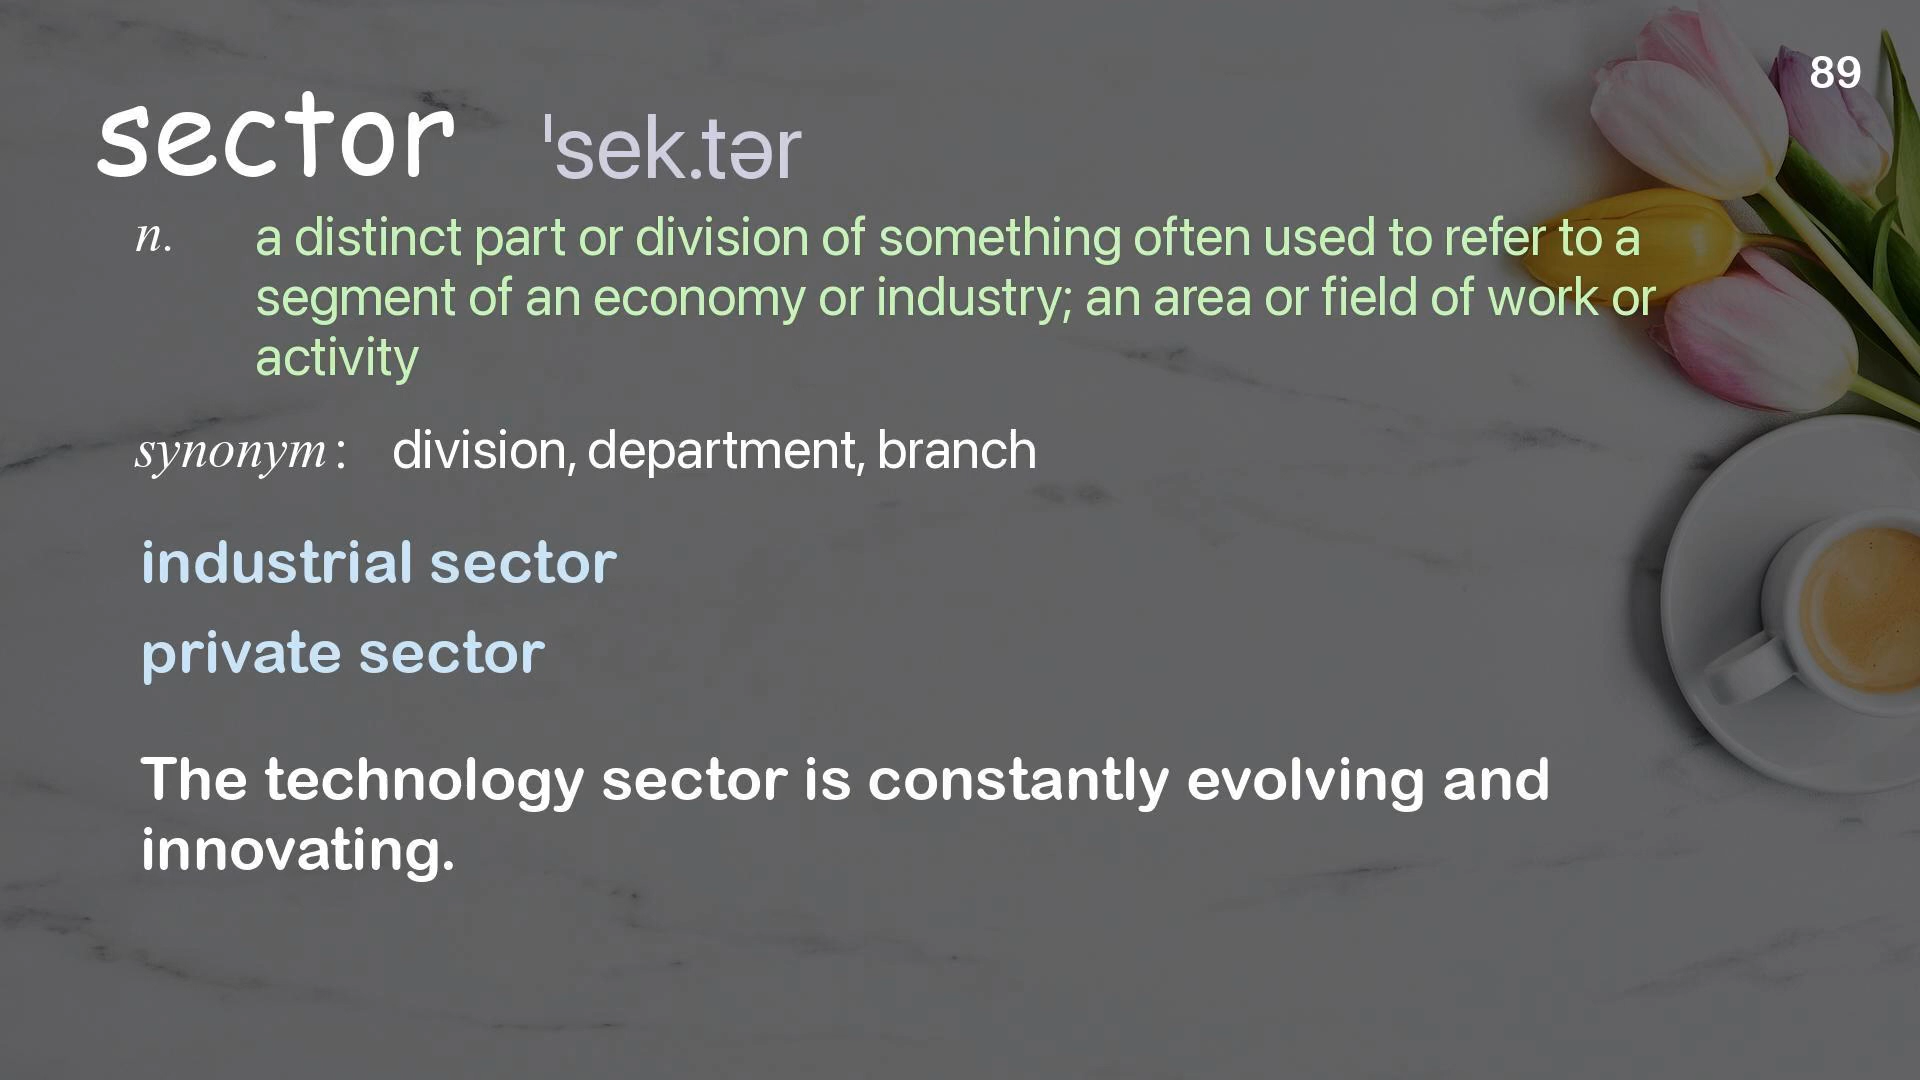 89
sector ˈsek.tər
n. a distinct part or division of something often used to refer to a
segment of an economy or industry; an area or field of work or
activity
synonym: division, department, branch
industrial sector
private sector
The technology sector is constantly evolving and
innovating.